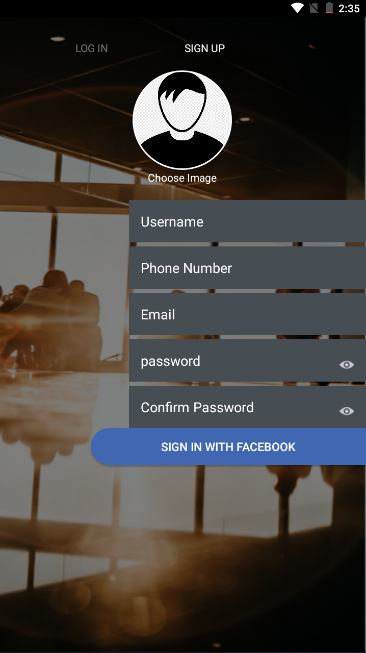 2:35
LOG IN SIGN UP
Choose Image
Username
Phone Number
Email
password
Confirm Password
SIGN IN WITH FACEBOOK